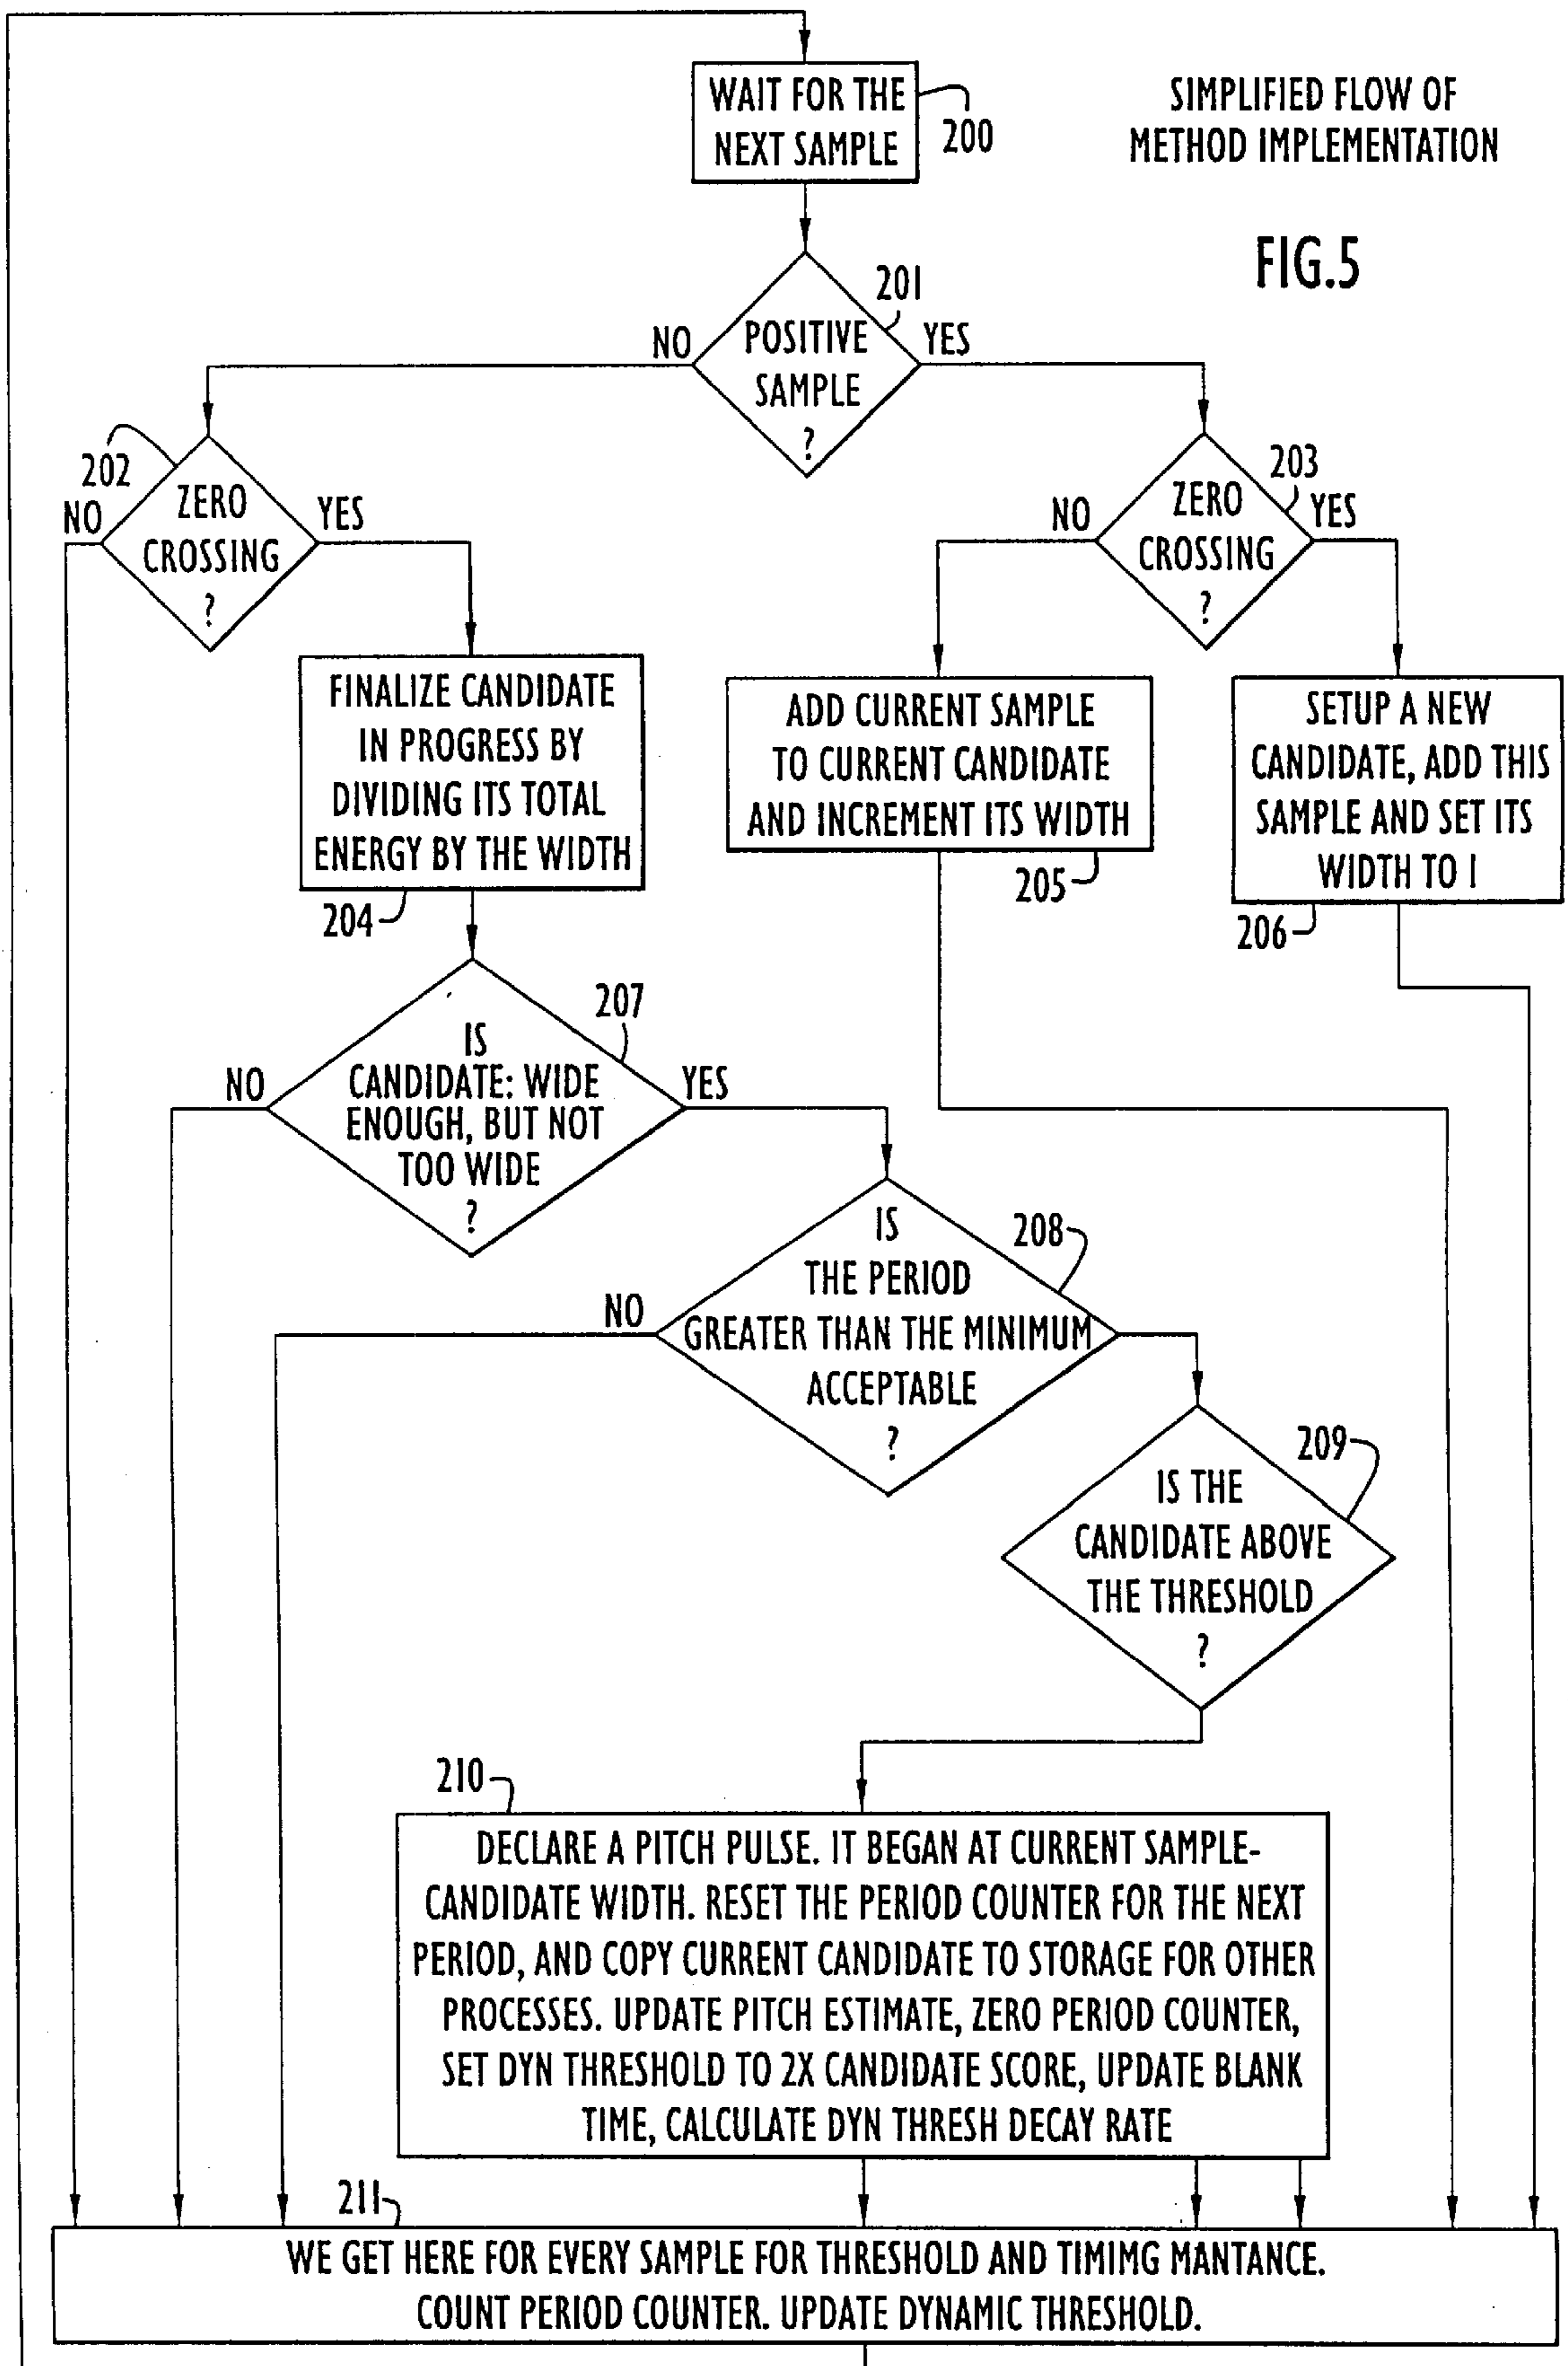 WAIT FOR THE
NEXT SAMPLE
200
SIMPLIFIED FLOW OF
METHOD IMPLEMENTATION
FIG.5
201
NO
POSITIVE
SAMPLE
?
YES
202
NO
ZERO
CROSSING
?
YES
203
NO
ZERO
CROSSING
?
YES
FINALIZE CANDIDATE
IN PROGRESS BY
DIVIDING ITS TOTAL
ENERGY BY THE WIDTH
204
ADD CURRENT SAMPLE
TO CURRENT CANDIDATE
AND INCREMENT ITS WIDTH
205
SETUP A NEW
CANDIDATE, ADD THIS
SAMPLE AND SET ITS
WIDTH TO 1
206
207
NO
IS
CANDIDATE: WIDE
ENOUGH, BUT NOT
TOO WIDE
?
YES
208
NO
IS
THE PERIOD
GREATER THAN THE MINIMUM
ACCEPTABLE
?
209
IS THE
CANDIDATE ABOVE
THE THRESHOLD
?
210
DECLARE A PITCH PULSE. IT BEGAN AT CURRENT SAMPLE-
CANDIDATE WIDTH. RESET THE PERIOD COUNTER FOR THE NEXT
PERIOD, AND COPY CURRENT CANDIDATE TO STORAGE FOR OTHER
PROCESSES. UPDATE PITCH ESTIMATE, ZERO PERIOD COUNTER,
SET DYN THRESHOLD TO 2X CANDIDATE SCORE, UPDATE BLANK
TIME, CALCULATE DYN THRESH DECAY RATE
211
WE GET HERE FOR EVERY SAMPLE FOR THRESHOLD AND TIMIMG MANTANCE.
COUNT PERIOD COUNTER. UPDATE DYNAMIC THRESHOLD.